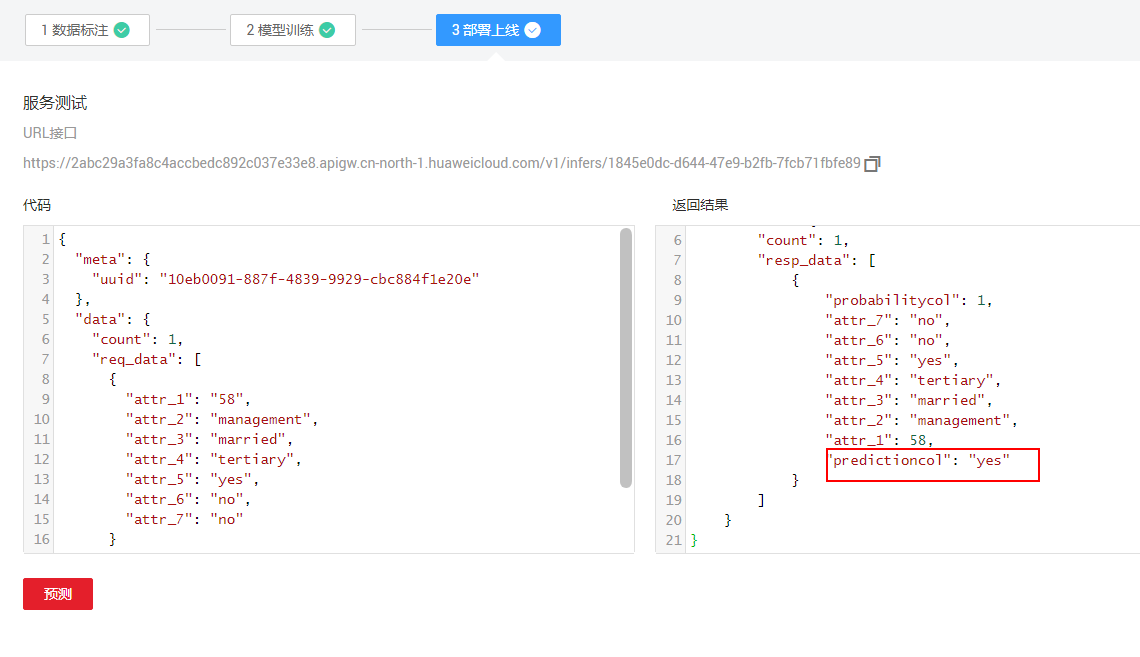 1 数据标注
2 模型训练
3 部署上线
服务测试
URL接口
https://2abc29a3fa8c4accbedc892c037e33e8.apigw.cn-north-1.huaweicloud.com/v1/infers/1845e0dc-d644-47e9-b2fb-7fcb71fbfe89
代码
1 {
2 "meta": {
3 "uuid": "10eb0091-887f-4839-9929-cbc884f1e20e"
4 },
5 "data": {
6 "count": 1,
7 "req_data": [
8 {
9 "attr_1": "58",
10 "attr_2": "management",
11 "attr_3": "married",
12 "attr_4": "tertiary",
13 "attr_5": "yes",
14 "attr_6": "no",
15 "attr_7": "no"
16 }
返回结果
6 "count": 1,
7 "resp_data": [
8 {
9 "probabilitycol": 1,
10 "attr_7": "no",
11 "attr_6": "no",
12 "attr_5": "yes",
13 "attr_4": "tertiary",
14 "attr_3": "married",
15 "attr_2": "management",
16 "attr_1": 58,
17 "predictioncol": "yes"
18 }
19 ]
20 }
21 }
预测